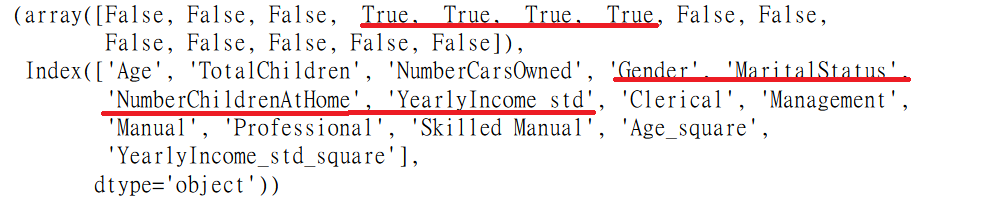 (array([False, False, False, True, True, True, True, False, False,
False, False, False, False, False]),
Index(['Age', 'TotalChildren', 'NumberCarsOwned', 'Gender', 'MaritalStatus',
'NumberChildrenAtHome', 'YearlyIncome_std', 'Clerical', 'Management',
'Manual', 'Professional', 'Skilled Manual', 'Age_square',
'YearlyIncome_std_square'],
dtype='object'))